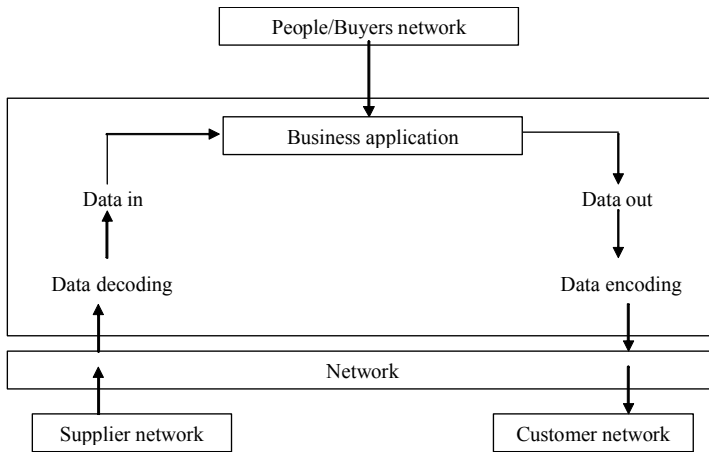 People/Buyers network
Business application
Data in
Data out
Data decoding
Data encoding
Network
Supplier network
Customer network